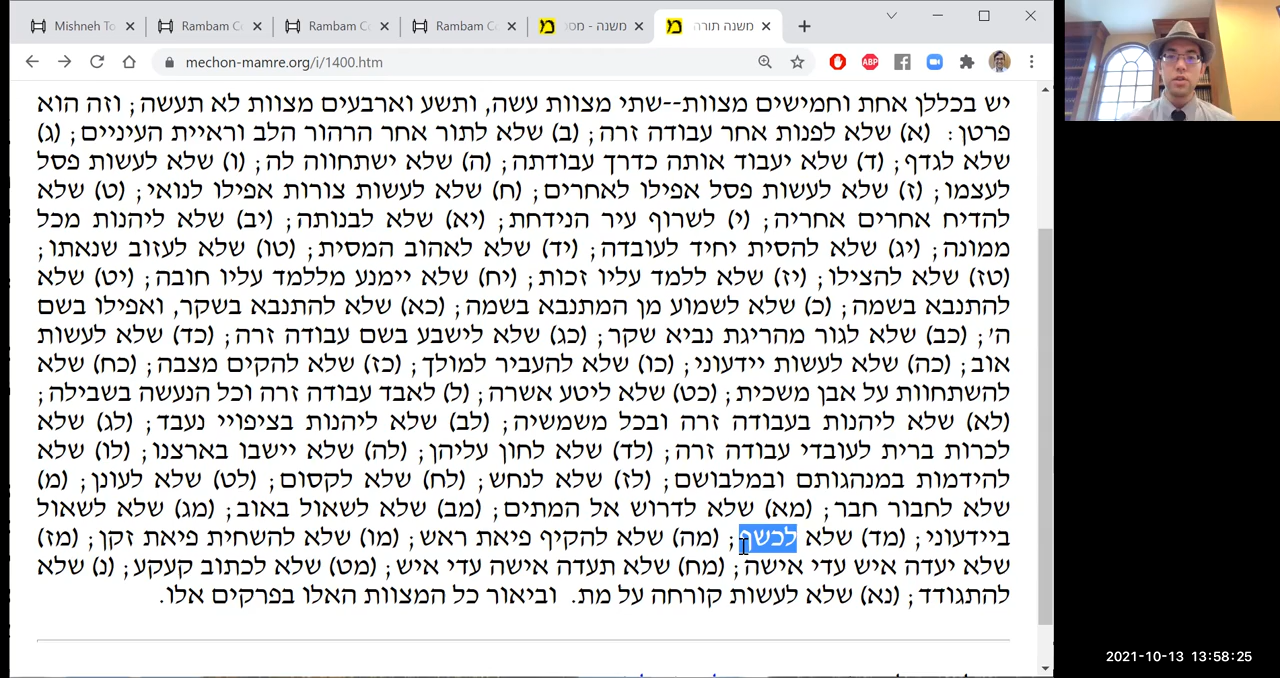 Mishneh To
Rambam C
Rambam C
Rambam C
משנה - מסכ
משנה תורה
mechon-mamre.org/i/1400.htm
ABP
יש בכללן אחת וחמישים מצוות--שתי מצוות עשה, ותשע וארבעים מצוות לא תעשה; וזה הוא
פרטן: (א) שלא לפנות אחר עבודה זרה; (ב) שלא לתור אחר הרהור הלב וראיית העיניים; (ג)
שלא לגדף; (ד) שלא יעבוד אותה כדרך עבודתה; (ה) שלא ישתחווה לה; (ו) שלא לעשות פסל
לעצמו; (ז) שלא לעשות פסל אפילו לאחרים; (ח) שלא לעשות צורות אפילו לנואי; (ט) שלא
להדיח אחרים אחריה; (י) לשרוף עיר הנידחת; (יא) שלא לבנותה; (יב) שלא ליהנות מכל
ממונה; (יג) שלא להסית יחיד לעובדה; (יד) שלא לאהוב המסית; (טו) שלא לעזוב שנאתו;
(טז) שלא להצילו; (יז) שלא ללמד עליו זכות; (יח) שלא יימנע מללמד עליו חובה; (יט) שלא
להתנבא בשמה; (כ) שלא לשמוע מן המתנבא בשמה; (כא) שלא להתנבא בשקר, ואפילו בשם
ה'; (כב) שלא לגור מהריגת נביא שקר; (כג) שלא לישבע בשם עבודה זרה; (כד) שלא לעשות
אוב; (כה) שלא לעשות יידעוני; (כו) שלא להעביר למולך; (כז) שלא להקים מצבה; (כח) שלא
להשתחוות על אבן משכית; (כט) שלא ליטע אשרה; (ל) לאבד עבודה זרה וכל הנעשה בשבילה;
(לא) שלא ליהנות בעבודה זרה ובכל משמשיה; (לב) שלא ליהנות בציפויי נעבד; (לג) שלא
לכרות ברית לעובדי עבודה זרה; (לד) שלא לחון עליהן; (לה) שלא יישבו בארצנו; (לו) שלא
להידמות במנהגותם ובמלבושם; (לז) שלא לנחש; (לח) שלא לקסום; (לט) שלא לעונן; (מ)
שלא לחבור חבר; (מא) שלא לדרוש אל המתים; (מב) שלא לשאול באוב; (מג) שלא לשאול
ביידעוני; (מד) שלא לכשף; (מה) שלא להקיף פיאת ראש; (מו) שלא להשחית פיאת זקן; (מז)
שלא יעדה איש עדי אישה; (מח) שלא תעדה אישה עדי איש; (מט) שלא לכתוב קעקע; (נ) שלא
להתגודד; (נא) שלא לעשות קורחה על מת. וביאור כל המצוות האלו בפרקים אלו.
2021-10-13 13:58:25